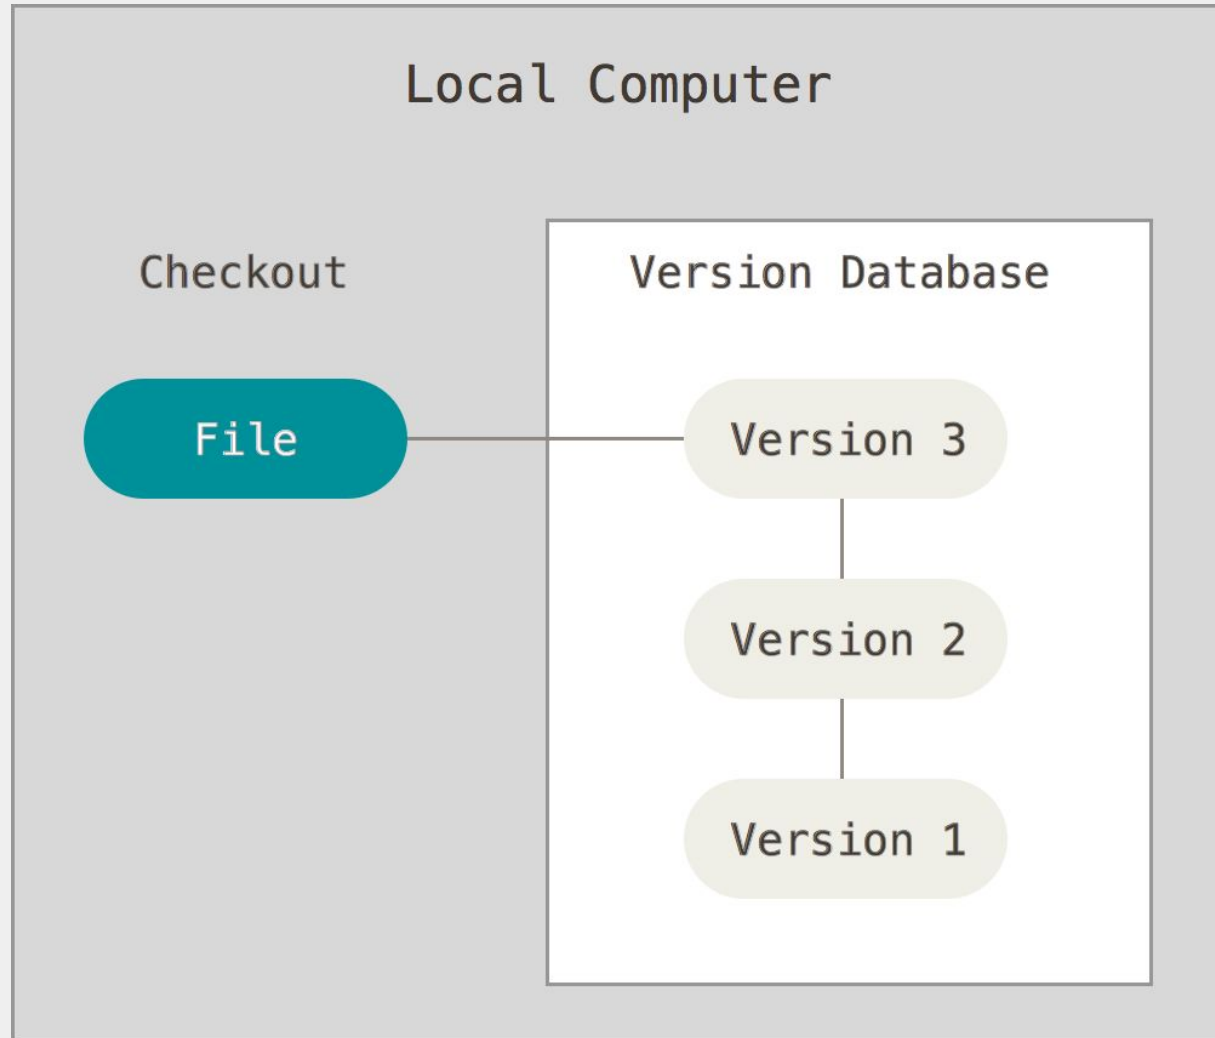 Local Computer
Checkout
Version Database
File
Version 3
Version 2
Version 1